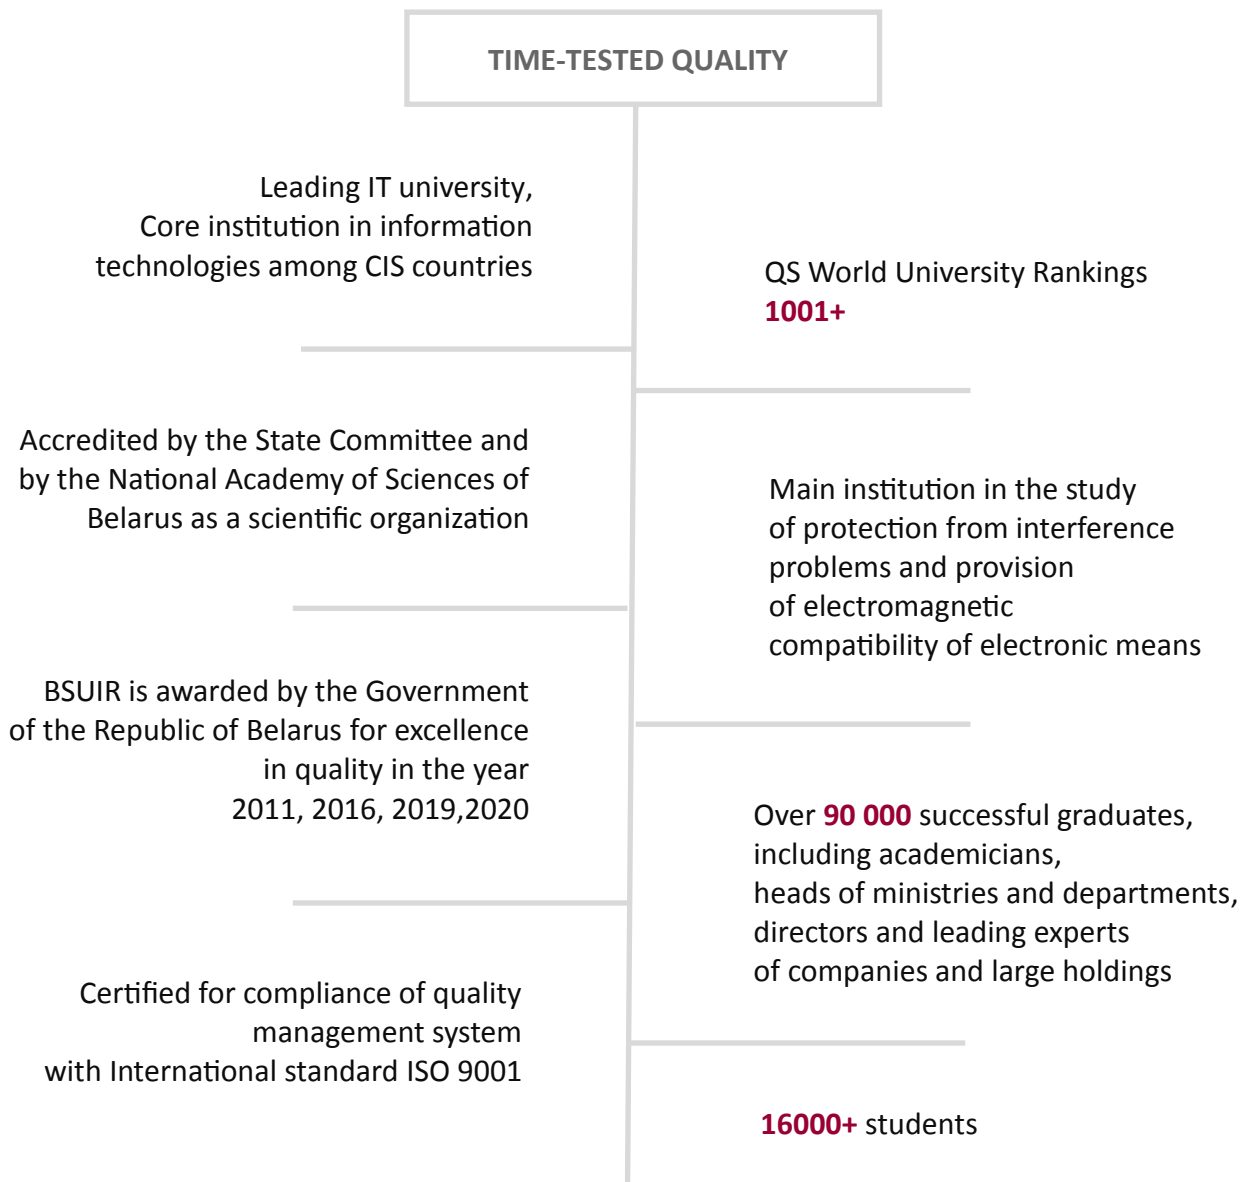 TIME-TESTED QUALITY
Leading IT university,
Core institution in information
technologies among CIS countries
QS World University Rankings
1001+
Accredited by the State Committee and
by the National Academy of Sciences of
Belarus as a scientific organization
Main institution in the study
of protection from interference
problems and provision
of electromagnetic
compatibility of electronic means
BSUIR is awarded by the Government
of the Republic of Belarus for excellence
in quality in the year
2011, 2016, 2019,2020
Over 90 000 successful graduates,
including academicians,
heads of ministries and departments,
directors and leading experts
of companies and large holdings
Certified for compliance of quality
management system
with International standard ISO 9001
16000+ students